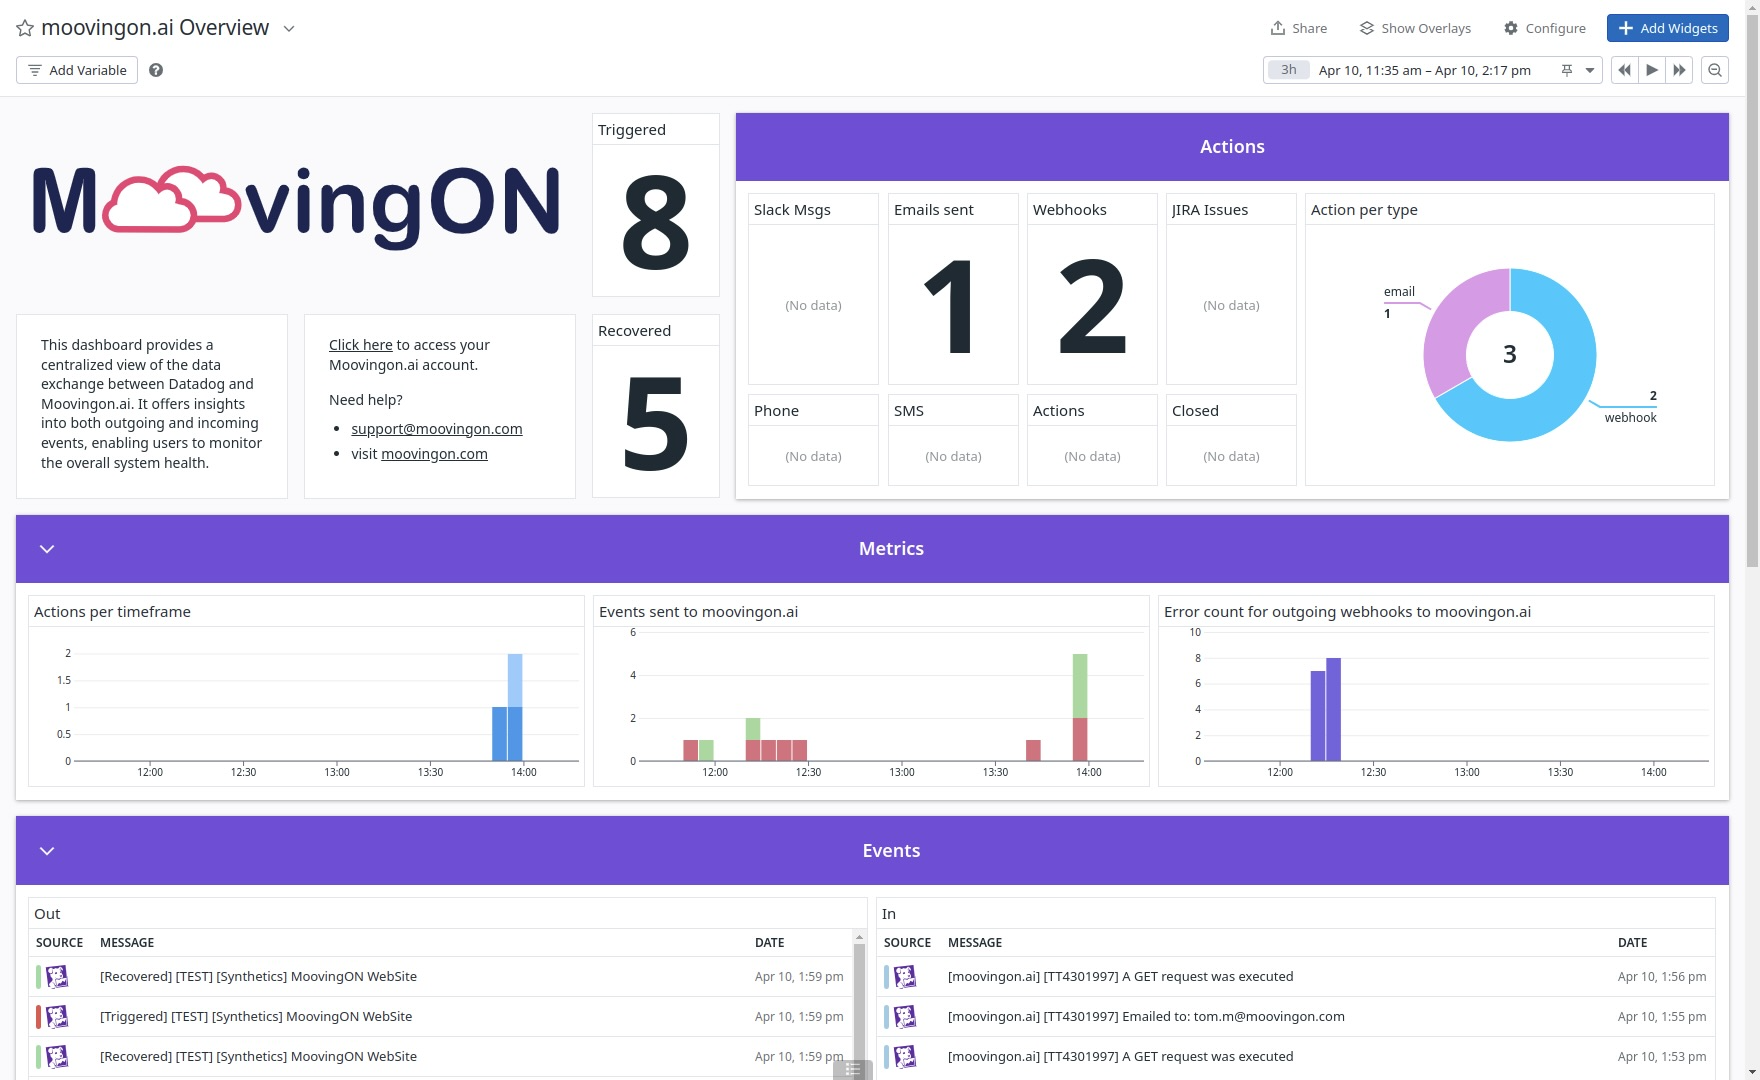 moovingon.ai Overview
Share
Show Overlays
Configure
Add Widgets
Add Variable
3h
Apr 10, 11:35 am – Apr 10, 2:17 pm
MoovingON
Triggered
8
Recovered
5
This dashboard provides a
centralized view of the data
exchange between Datadog and
Moovingon.ai. It offers insights
into both outgoing and incoming
events, enabling users to monitor
the overall system health.
Click here to access your
Moovingon.ai account.
Need help?
• support@moovingon.com
• visit moovingon.com
Actions
Slack Msgs
(No data)
Emails sent
1
Webhooks
2
JIRA Issues
(No data)
Phone
(No data)
SMS
(No data)
Actions
(No data)
Closed
(No data)
Action per type
email
1
3
2
webhook
Metrics
Actions per timeframe
2
1.5
1
0.5
0
12:00 12:30 13:00 13:30 14:00
Events sent to moovingon.ai
6
4
2
0
12:00 12:30 13:00 13:30 14:00
Error count for outgoing webhooks to moovingon.ai
10
8
6
4
2
0
12:00 12:30 13:00 13:30 14:00
Events
Out
SOURCE MESSAGE DATE
[Recovered] [TEST] [Synthetics] MoovingON WebSite Apr 10, 1:59 pm
[Triggered] [TEST] [Synthetics] MoovingON WebSite Apr 10, 1:59 pm
[Recovered] [TEST] [Synthetics] MoovingON WebSite Apr 10, 1:59 pm
In
SOURCE MESSAGE DATE
[moovingon.ai] [TT4301997] A GET request was executed Apr 10, 1:56 pm
[moovingon.ai] [TT4301997] Emailed to: tom.m@moovingon.com Apr 10, 1:55 pm
[moovingon.ai] [TT4301997] A GET request was executed Apr 10, 1:53 pm